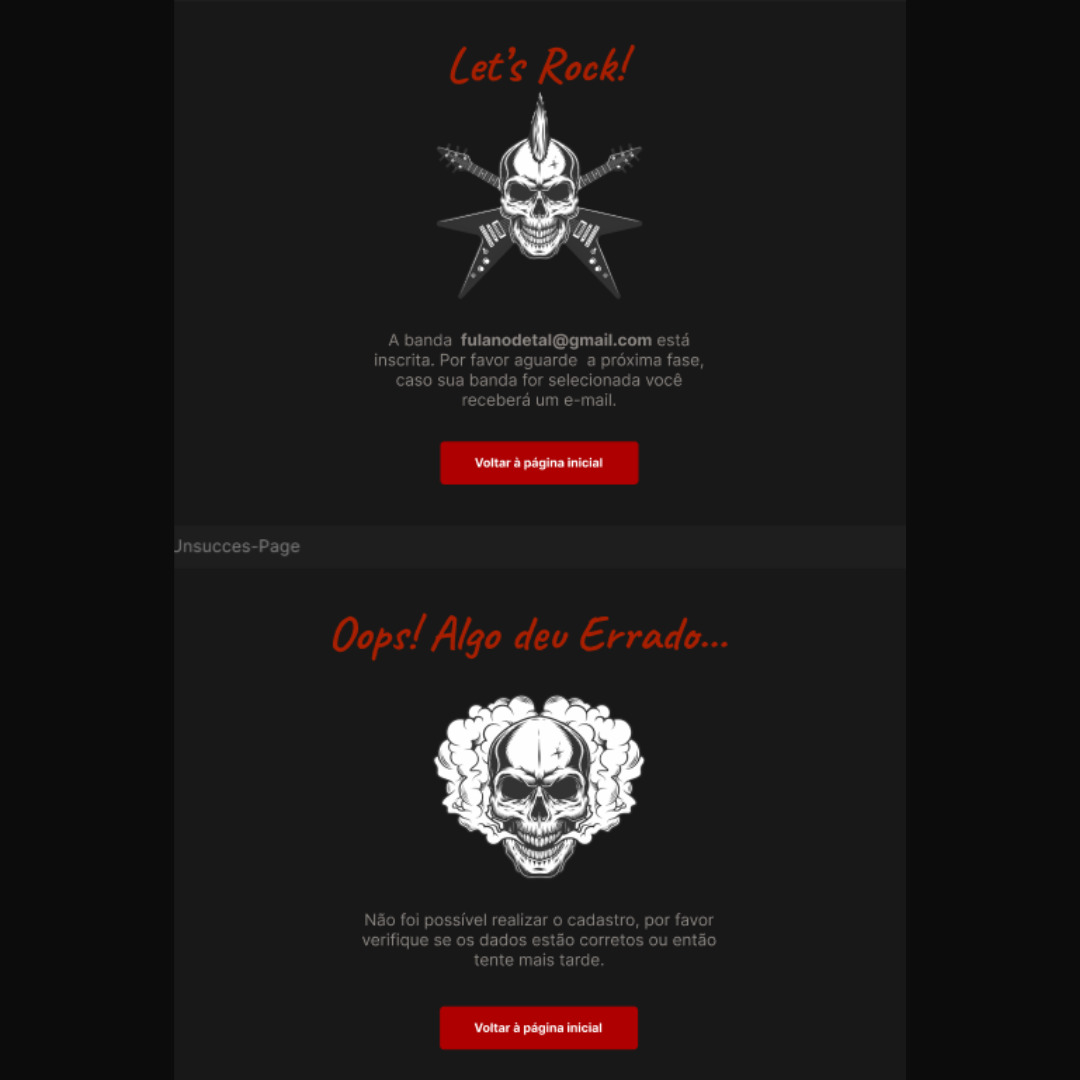 Let's Rock!
A banda fulanodetal@gmail.com está
inscrita. Por favor aguarde a próxima fase,
caso sua banda for selecionada você
receberá um e-mail.
Voltar à página inicial
Unsucces-Page
Oops! Algo deu Errado...
Não foi possível realizar o cadastro, por favor
verifique se os dados estão corretos ou então
tente mais tarde.
Voltar à página inicial